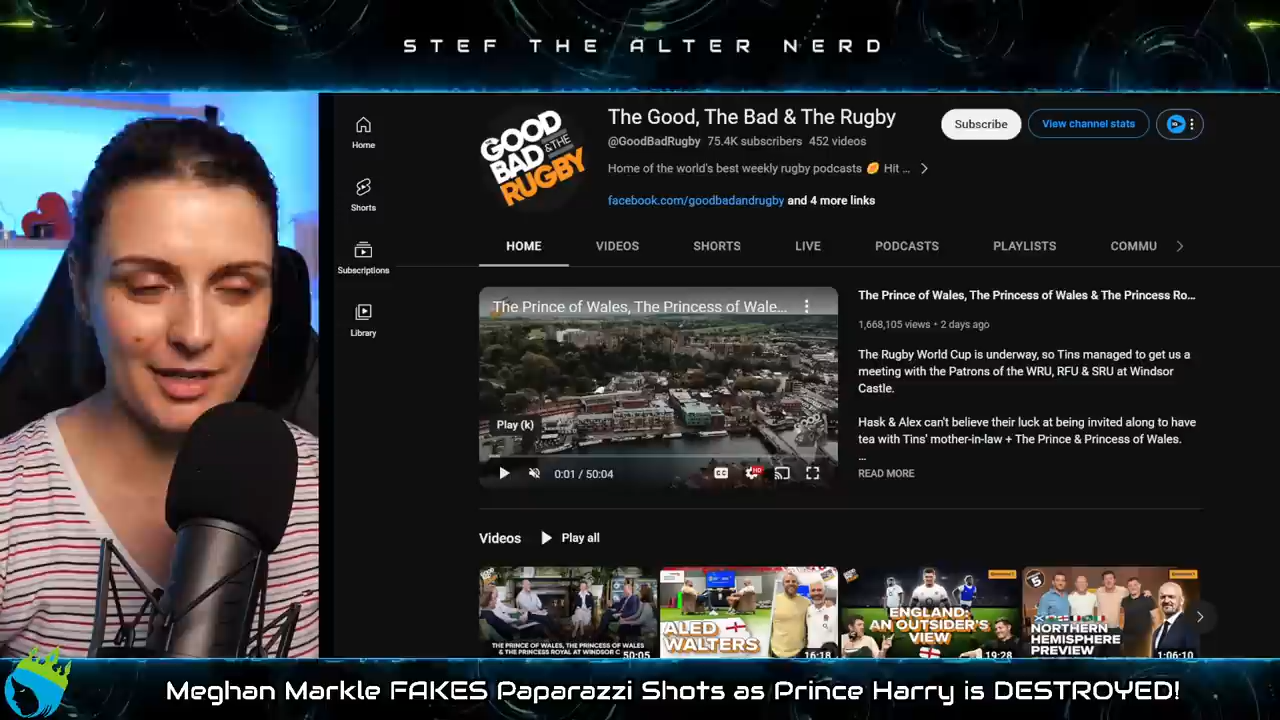 STEF THE ALTER NERD
GOOD
BAD &THE
RUGBY
The Good, The Bad & The Rugby
@GoodBadRugby 75.4K subscribers 452 videos
Home of the world's best weekly rugby podcasts 🏉 Hit ...
facebook.com/goodbadandrugby and 4 more links
Subscribe
View channel stats
Home
Shorts
Subscriptions
Library
HOME VIDEOS SHORTS LIVE PODCASTS PLAYLISTS COMMU
The Prince of Wales, The Princess of Wale...
Play (k)
0:01 / 50:04
CC
HD
The Prince of Wales, The Princess of Wales & The Princess Ro...
1,668,105 views • 2 days ago
The Rugby World Cup is underway, so Tins managed to get us a
meeting with the Patrons of the WRU, RFU & SRU at Windsor
Castle.
Hask & Alex can't believe their luck at being invited along to have
tea with Tins' mother-in-law + The Prince & Princess of Wales.
...
READ MORE
Videos Play all
THE PRINCE OF WALES, THE PRINCESS OF WALES
& THE PRINCESS ROYAL AT WINDSOR C
50:05
ALED
WALTERS
16:18
ENGLAND:
AN OUTSIDER'S
VIEW
19:28
5
NORTHERN
HEMISPHERE
PREVIEW
1:06:10
Meghan Markle FAKES Paparazzi Shots as Prince Harry is DESTROYED!